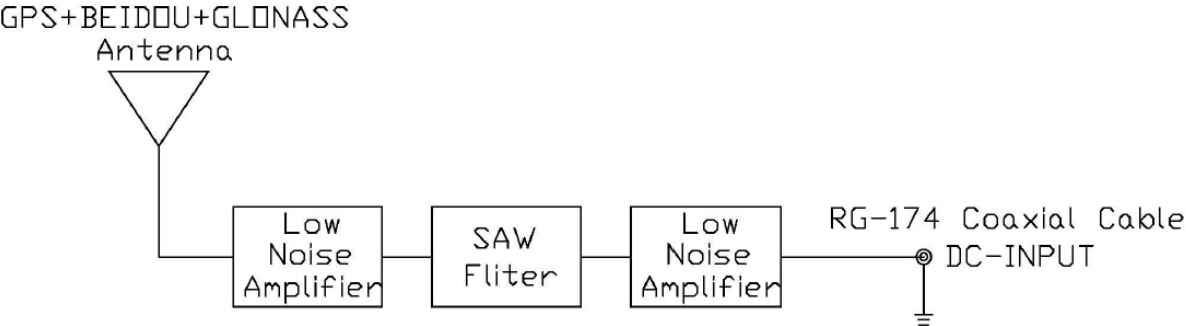 GPS+BEIDOU+GLONASS
Antenna
Low
Noise
Amplifier
SAW
Fliter
Low
Noise
Amplifier
RG-174 Coaxial Cable
DC-INPUT